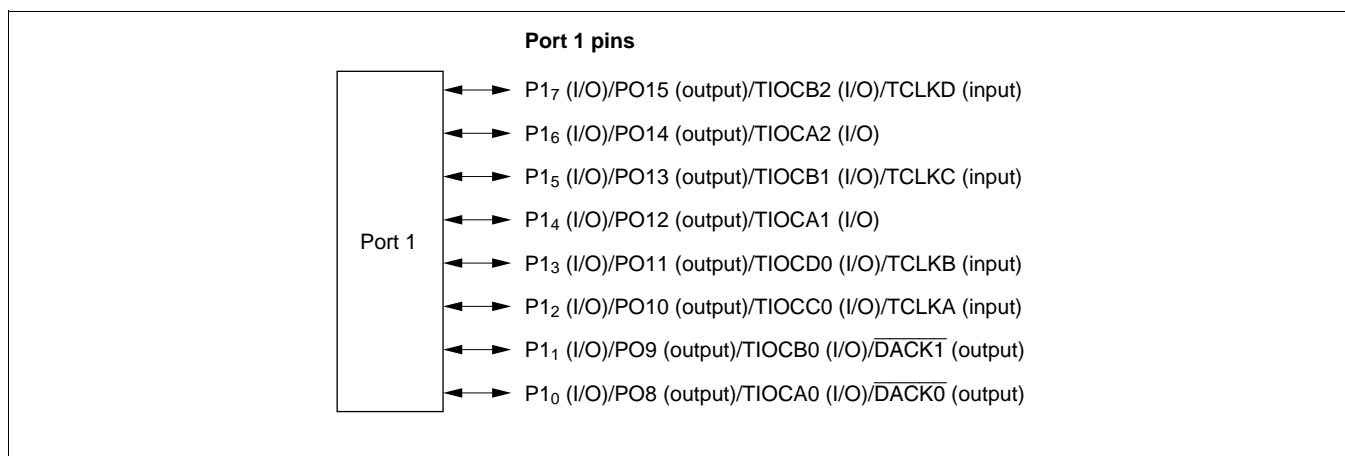 Port 1 pins
P1₇ (I/O)/PO15 (output)/TIOCB2 (I/O)/TCLKD (input)
P1₆ (I/O)/PO14 (output)/TIOCA2 (I/O)
P1₅ (I/O)/PO13 (output)/TIOCB1 (I/O)/TCLKC (input)
P1₄ (I/O)/PO12 (output)/TIOCA1 (I/O)
Port 1
P1₃ (I/O)/PO11 (output)/TIOCD0 (I/O)/TCLKB (input)
P1₂ (I/O)/PO10 (output)/TIOCC0 (I/O)/TCLKA (input)
P1₁ (I/O)/PO9 (output)/TIOCB0 (I/O)/D̅A̅C̅K̅1̅ (output)
P1₀ (I/O)/PO8 (output)/TIOCA0 (I/O)/D̅A̅C̅K̅0̅ (output)